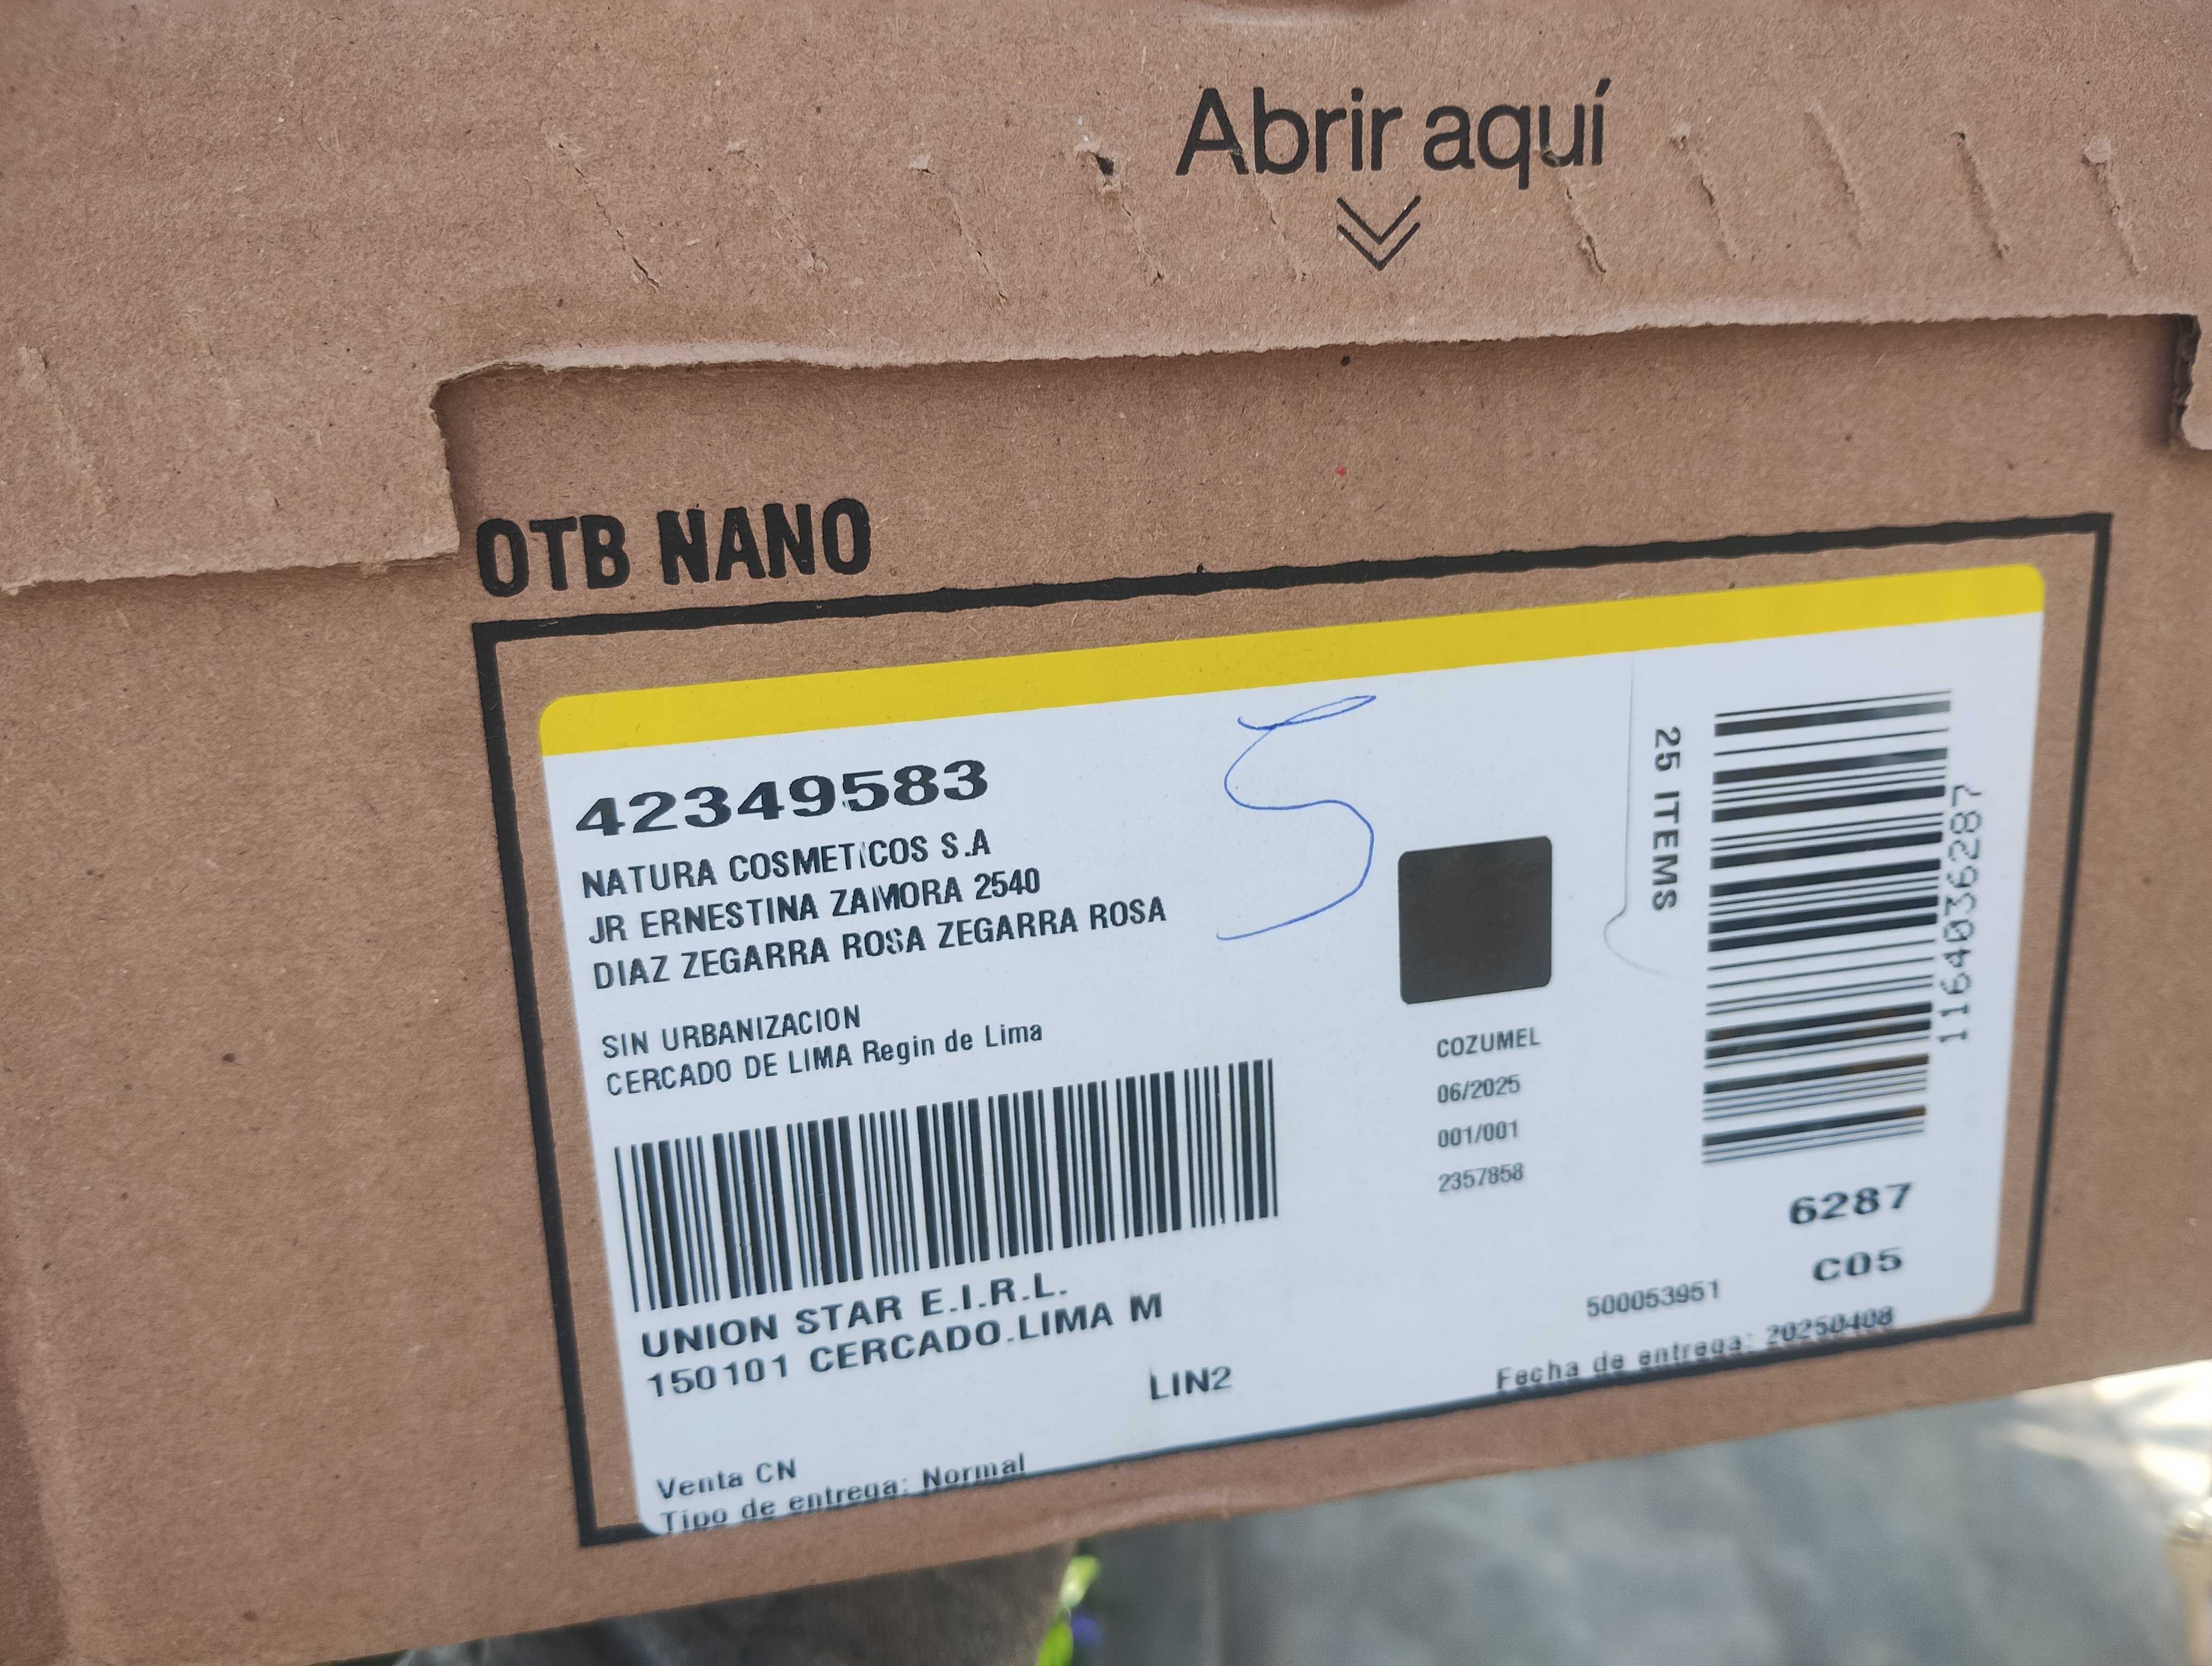 Abrir aquí
OTB NANO
42349583
NATURA COSMETICOS S.A
JR ERNESTINA ZAMORA 2540
DIAZ ZEGARRA ROSA ZEGARRA ROSA
SIN URBANIZACION
CERCADO DE LIMA Regin de Lima
UNION STAR E.I.R.L.
150101 CERCADO.LIMA M
LIN2
Venta CN
Tipo de entrega: Normal
5
COZUMEL
06/2025
001/001
2357858
25 ITEMS
1164036287
6287
C05
500053951
Fecha de entrega: 20250408